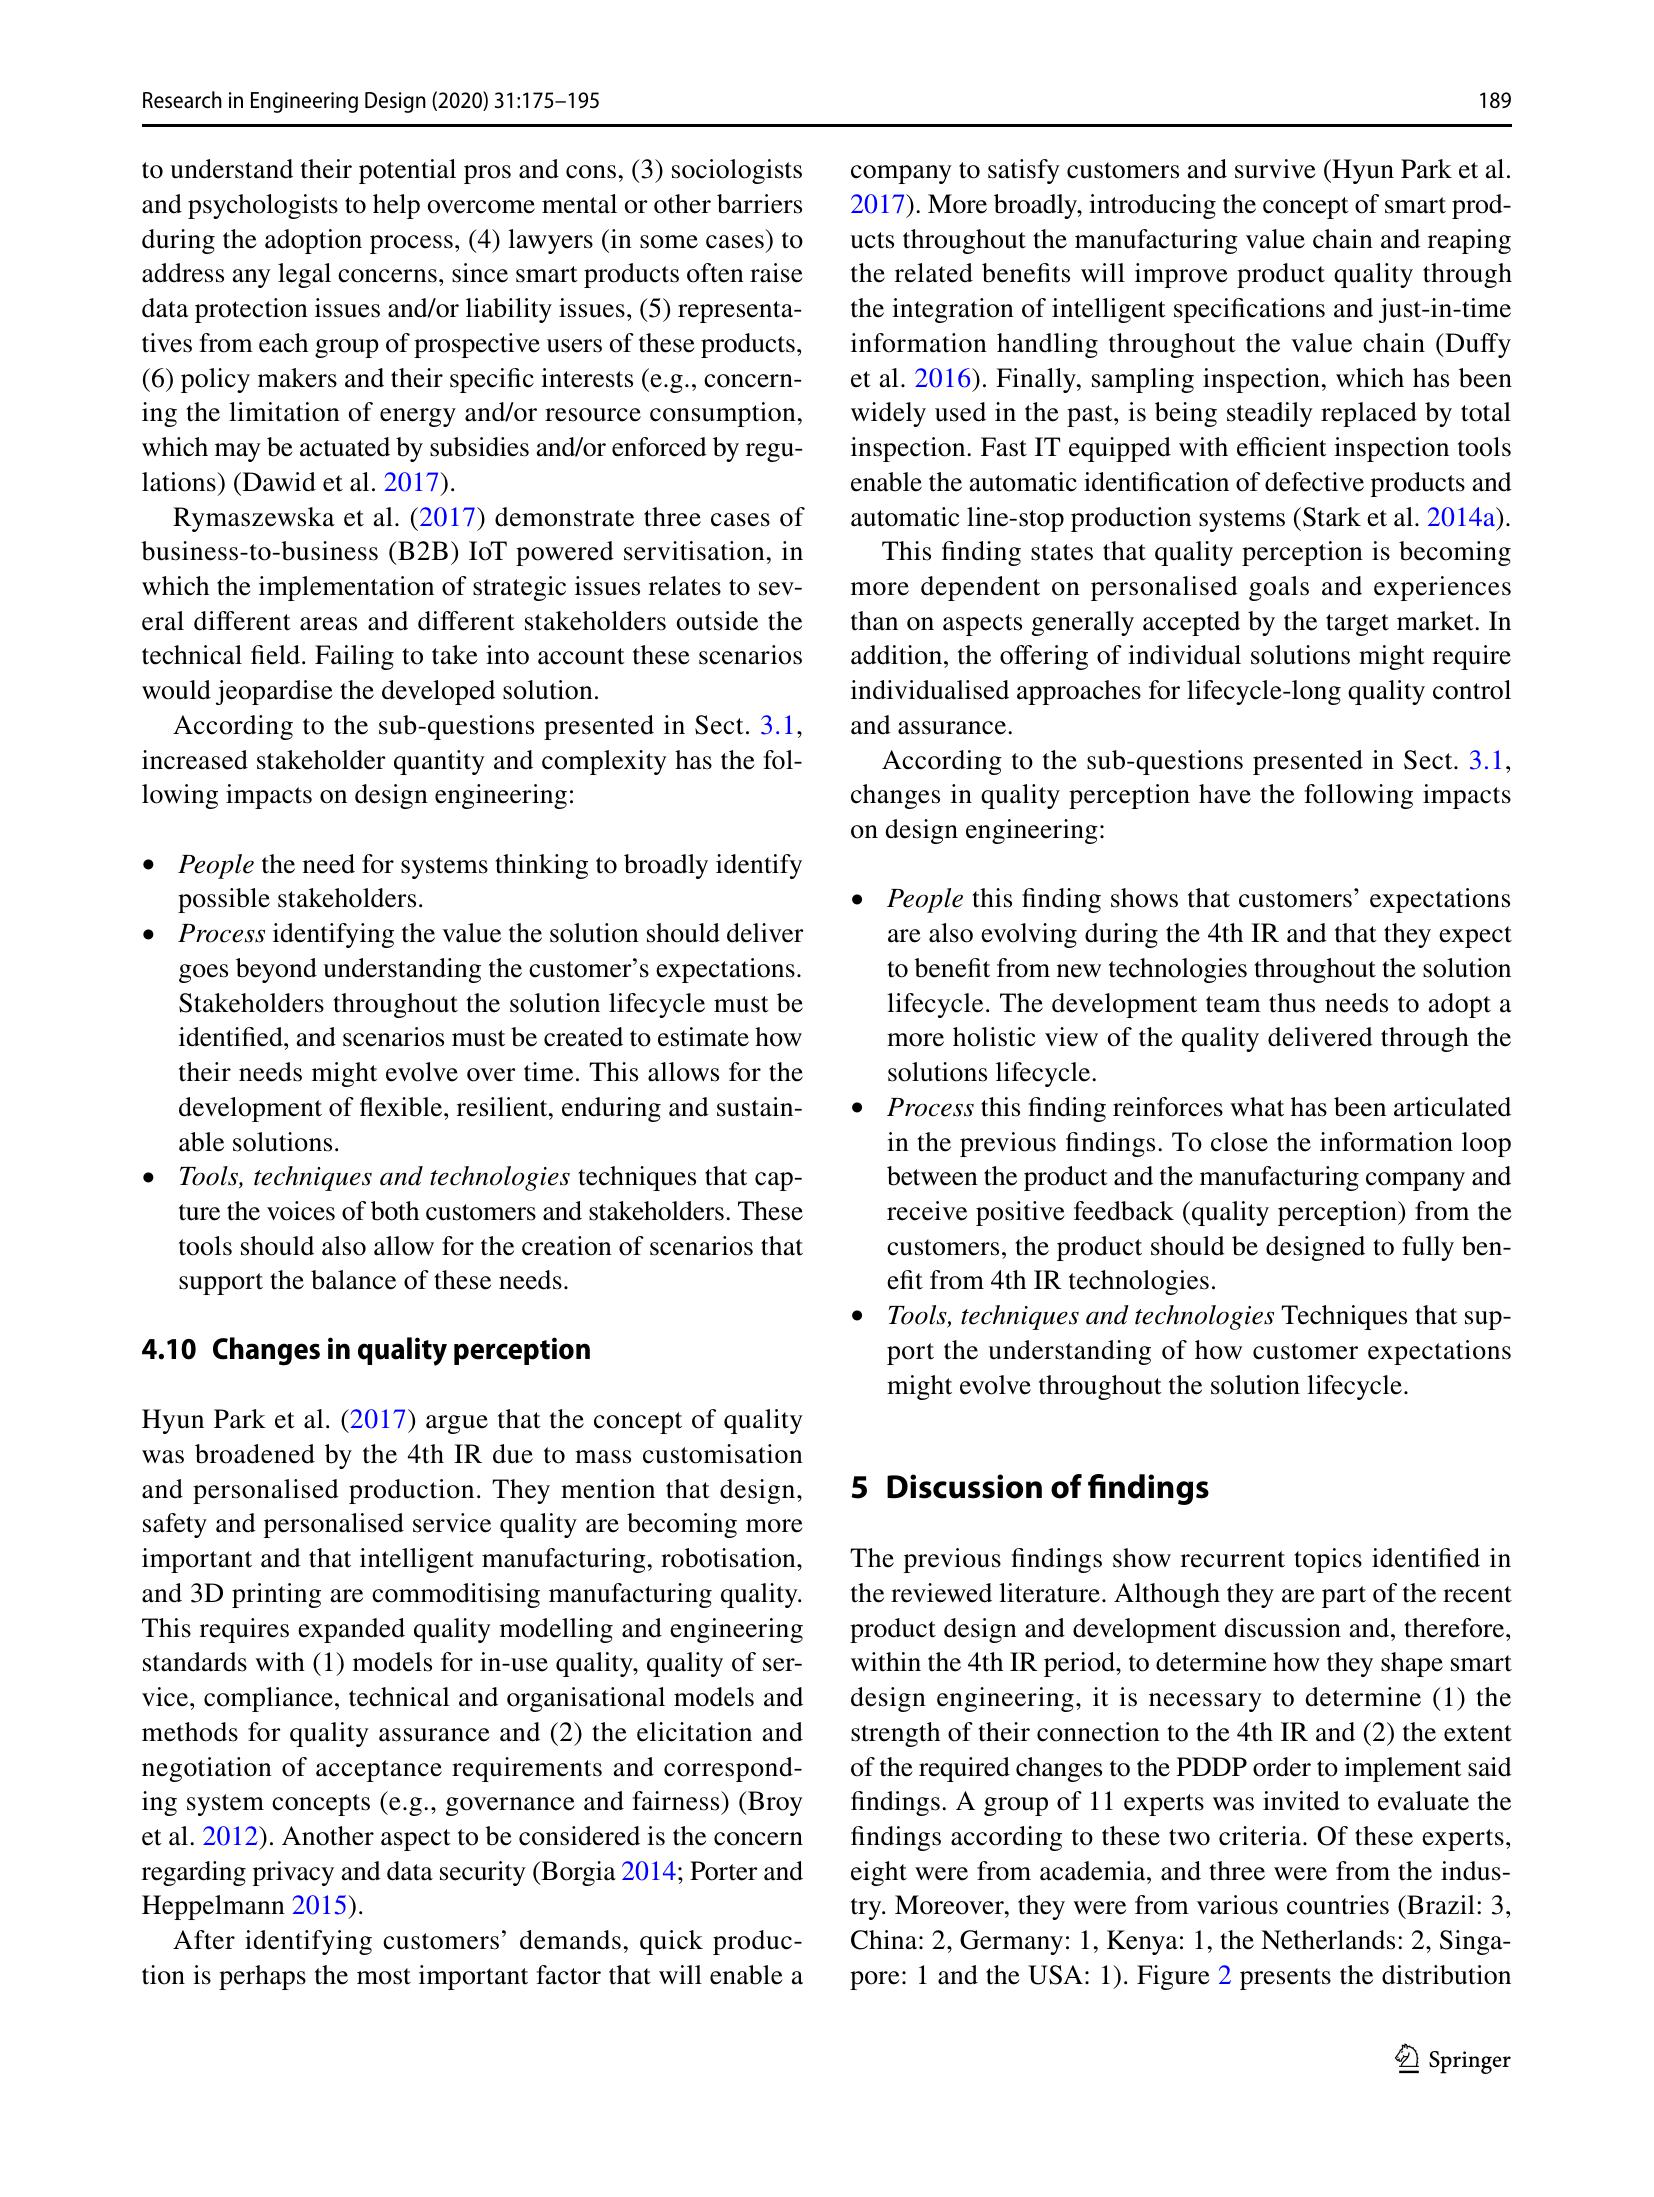 Research in Engineering Design (2020) 31:175–195
189
to understand their potential pros and cons, (3) sociologists
and psychologists to help overcome mental or other barriers
during the adoption process, (4) lawyers (in some cases) to
address any legal concerns, since smart products often raise
data protection issues and/or liability issues, (5) representa-
tives from each group of prospective users of these products,
(6) policy makers and their specific interests (e.g., concern-
ing the limitation of energy and/or resource consumption,
which may be actuated by subsidies and/or enforced by regu-
lations) (Dawid et al. 2017).
Rymaszewska et al. (2017) demonstrate three cases of
business-to-business (B2B) IoT powered servitisation, in
which the implementation of strategic issues relates to sev-
eral different areas and different stakeholders outside the
technical field. Failing to take into account these scenarios
would jeopardise the developed solution.
According to the sub-questions presented in Sect. 3.1,
increased stakeholder quantity and complexity has the fol-
lowing impacts on design engineering:
• People the need for systems thinking to broadly identify
possible stakeholders.
• Process identifying the value the solution should deliver
goes beyond understanding the customer's expectations.
Stakeholders throughout the solution lifecycle must be
identified, and scenarios must be created to estimate how
their needs might evolve over time. This allows for the
development of flexible, resilient, enduring and sustain-
able solutions.
• Tools, techniques and technologies techniques that cap-
ture the voices of both customers and stakeholders. These
tools should also allow for the creation of scenarios that
support the balance of these needs.
4.10 Changes in quality perception
Hyun Park et al. (2017) argue that the concept of quality
was broadened by the 4th IR due to mass customisation
and personalised production. They mention that design,
safety and personalised service quality are becoming more
important and that intelligent manufacturing, robotisation,
and 3D printing are commoditising manufacturing quality.
This requires expanded quality modelling and engineering
standards with (1) models for in-use quality, quality of ser-
vice, compliance, technical and organisational models and
methods for quality assurance and (2) the elicitation and
negotiation of acceptance requirements and correspond-
ing system concepts (e.g., governance and fairness) (Broy
et al. 2012). Another aspect to be considered is the concern
regarding privacy and data security (Borgia 2014; Porter and
Heppelmann 2015).
After identifying customers' demands, quick produc-
tion is perhaps the most important factor that will enable a
company to satisfy customers and survive (Hyun Park et al.
2017). More broadly, introducing the concept of smart prod-
ucts throughout the manufacturing value chain and reaping
the related benefits will improve product quality through
the integration of intelligent specifications and just-in-time
information handling throughout the value chain (Duffy
et al. 2016). Finally, sampling inspection, which has been
widely used in the past, is being steadily replaced by total
inspection. Fast IT equipped with efficient inspection tools
enable the automatic identification of defective products and
automatic line-stop production systems (Stark et al. 2014a).
This finding states that quality perception is becoming
more dependent on personalised goals and experiences
than on aspects generally accepted by the target market. In
addition, the offering of individual solutions might require
individualised approaches for lifecycle-long quality control
and assurance.
According to the sub-questions presented in Sect. 3.1,
changes in quality perception have the following impacts
on design engineering:
• People this finding shows that customers' expectations
are also evolving during the 4th IR and that they expect
to benefit from new technologies throughout the solution
lifecycle. The development team thus needs to adopt a
more holistic view of the quality delivered through the
solutions lifecycle.
• Process this finding reinforces what has been articulated
in the previous findings. To close the information loop
between the product and the manufacturing company and
receive positive feedback (quality perception) from the
customers, the product should be designed to fully ben-
efit from 4th IR technologies.
• Tools, techniques and technologies Techniques that sup-
port the understanding of how customer expectations
might evolve throughout the solution lifecycle.
5 Discussion of findings
The previous findings show recurrent topics identified in
the reviewed literature. Although they are part of the recent
product design and development discussion and, therefore,
within the 4th IR period, to determine how they shape smart
design engineering, it is necessary to determine (1) the
strength of their connection to the 4th IR and (2) the extent
of the required changes to the PDDP order to implement said
findings. A group of 11 experts was invited to evaluate the
findings according to these two criteria. Of these experts,
eight were from academia, and three were from the indus-
try. Moreover, they were from various countries (Brazil: 3,
China: 2, Germany: 1, Kenya: 1, the Netherlands: 2, Singa-
pore: 1 and the USA: 1). Figure 2 presents the distribution
Springer